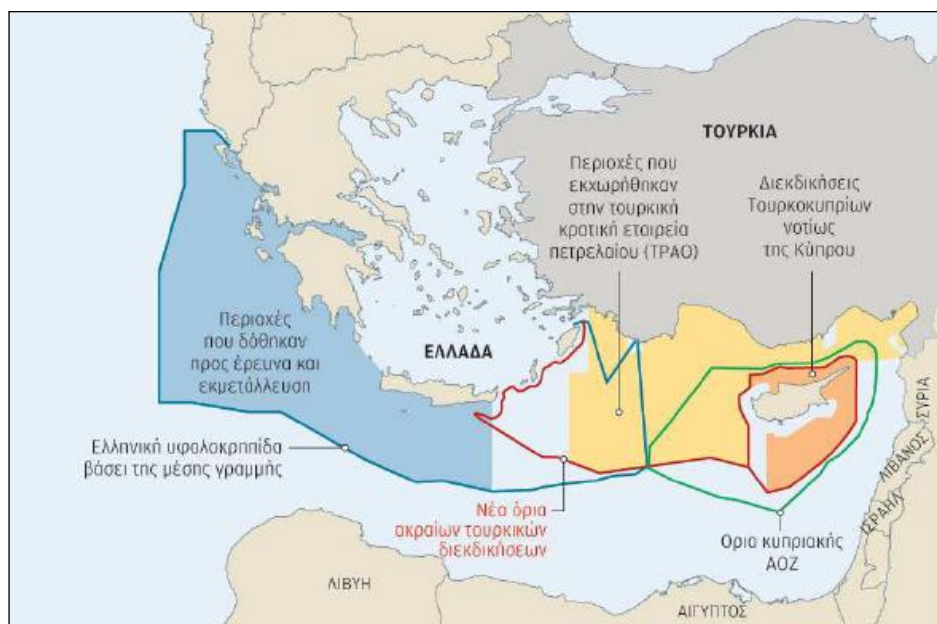 ΤΟΥΡΚΙΑ
Περιοχές που
εκχωρήθηκαν
στην τουρκική
κρατική εταιρεία
πετρελαίου (ΤΡΑΟ)
Διεκδικήσεις
Τουρκοκυπρίων
νοτίως
της Κύπρου
Περιοχές
που δόθηκαν
προς έρευνα και
εκμετάλλευση
ΕΛΛΑΔΑ
Ελληνική υφαλοκρηπίδα
βάσει της μέσης γραμμής
Νέα όρια
ακραίων τουρκικών
διεκδικήσεων
Ορια κυπριακής
ΑΟΖ
ΣΥΡΙΑ
ΛΙΒΑΝΟΣ
ΙΣΡΑΗΛ
ΛΙΒΥΗ
ΑΙΓΥΠΤΟΣ